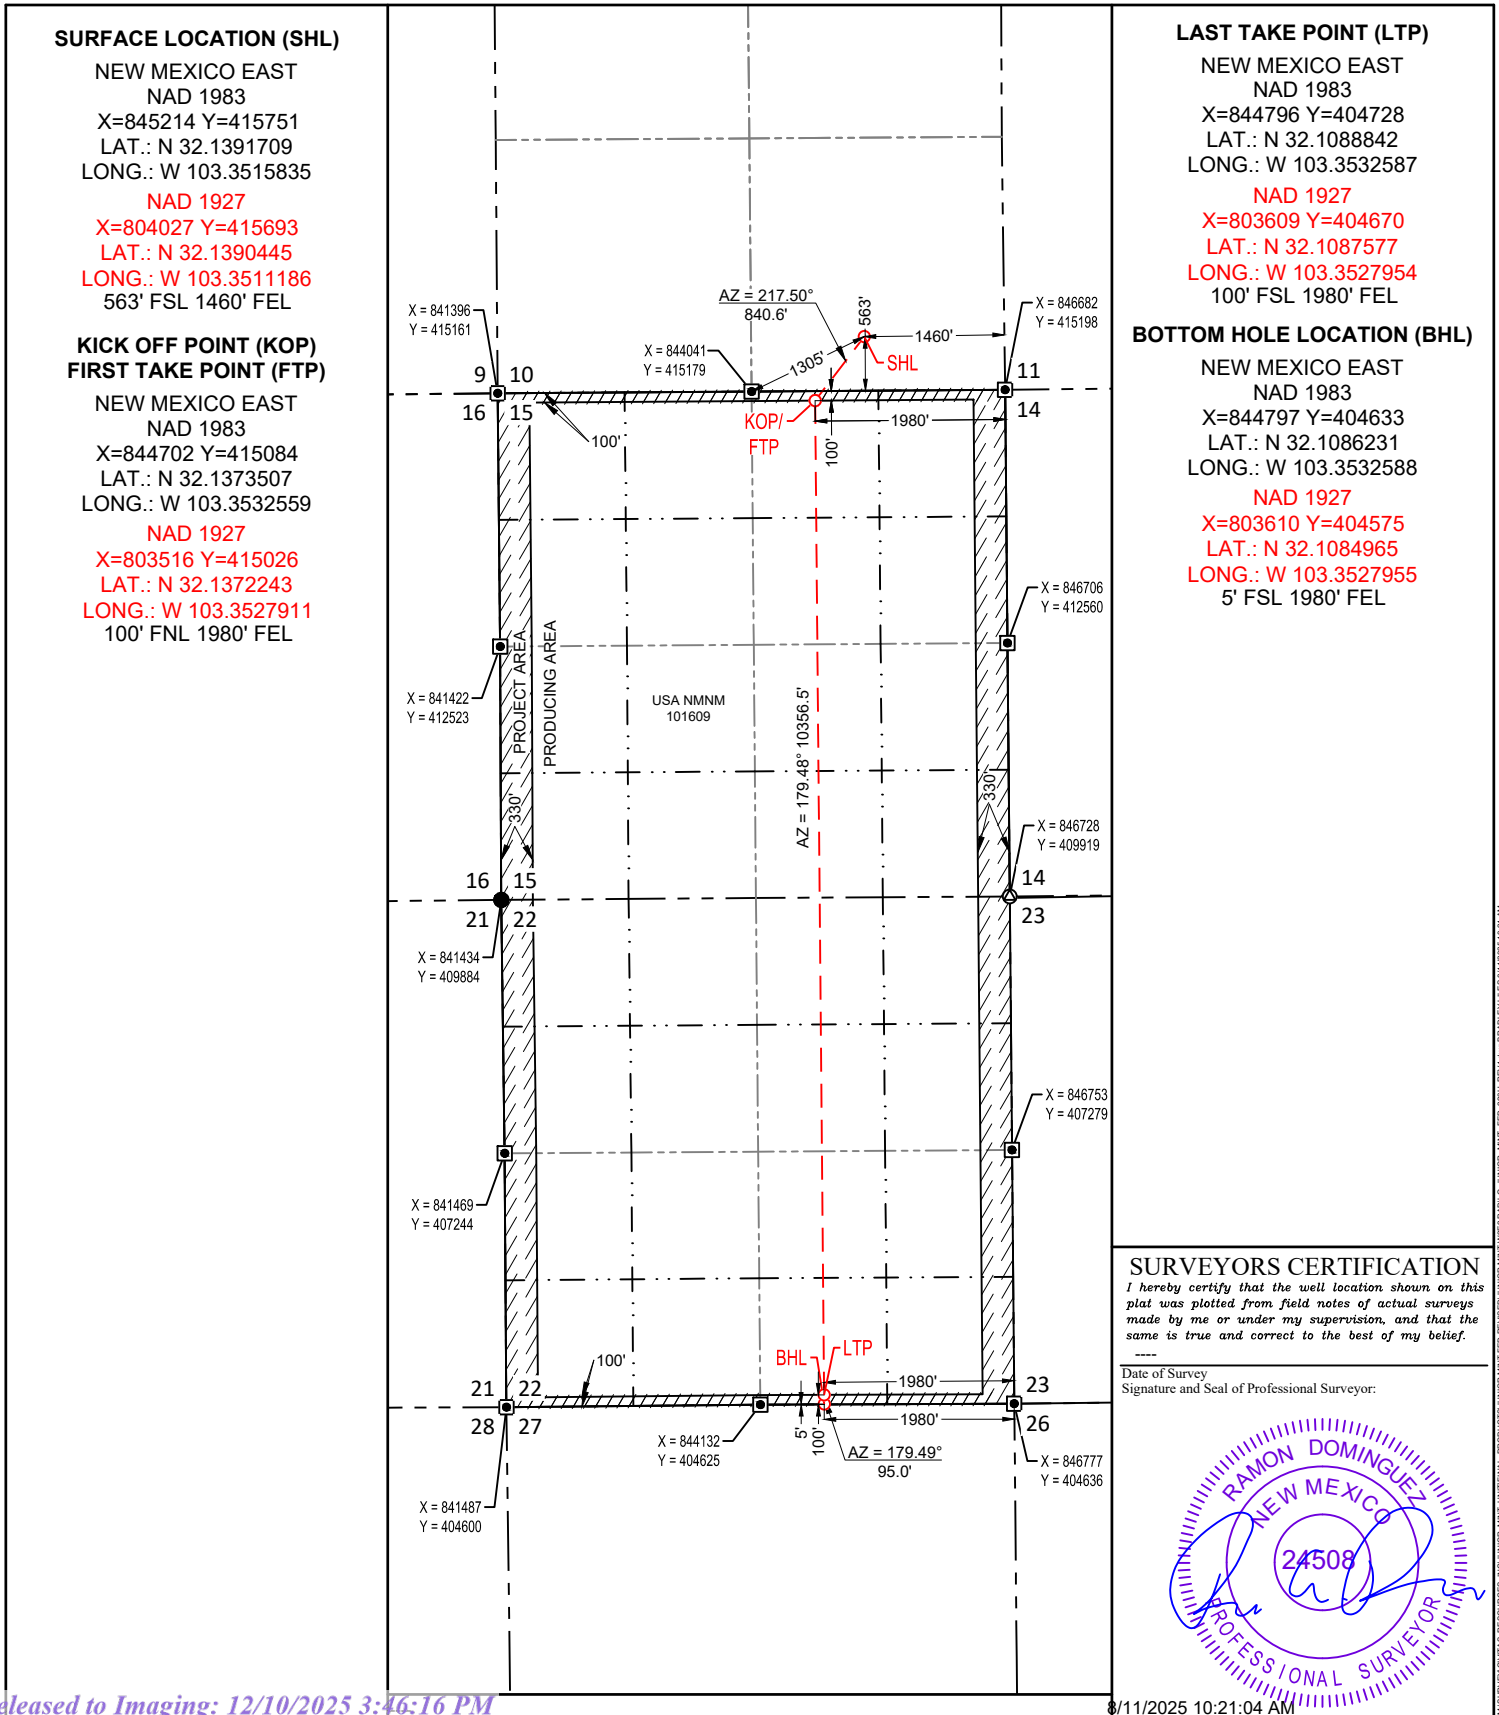 SURFACE LOCATION (SHL)
NEW MEXICO EAST
NAD 1983
X=845214 Y=415751
LAT.: N 32.1391709
LONG.: W 103.3515835
NAD 1927
X=804027 Y=415693
LAT.: N 32.1390445
LONG.: W 103.3511186
563' FSL 1460' FEL
KICK OFF POINT (KOP)
FIRST TAKE POINT (FTP)
NEW MEXICO EAST
NAD 1983
X=844702 Y=415084
LAT.: N 32.1373507
LONG.: W 103.3532559
NAD 1927
X=803516 Y=415026
LAT.: N 32.1372243
LONG.: W 103.3527911
100' FNL 1980' FEL
AZ = 217.50°
840.6'
563'
1460'
SHL
1305'
X = 841396
Y = 415161
X = 844041
Y = 415179
X = 846682
Y = 415198
9 10
16 15
11
14
100'
KOP/
FTP
100'
1980'
X = 846706
Y = 412560
PROJECT AREA
PRODUCING AREA
USA NMNM
101609
X = 841422
Y = 412523
AZ = 179.48° 10356.5'
330'
330'
X = 846728
Y = 409919
16 15
21 22
14
23
X = 841434
Y = 409884
X = 846753
Y = 407279
X = 841469
Y = 407244
BHL
LTP
100'
1980'
21 22
28 27
23
26
1980'
5'
100'
AZ = 179.49°
95.0'
X = 844132
Y = 404625
X = 846777
Y = 404636
X = 841487
Y = 404600
LAST TAKE POINT (LTP)
NEW MEXICO EAST
NAD 1983
X=844796 Y=404728
LAT.: N 32.1088842
LONG.: W 103.3532587
NAD 1927
X=803609 Y=404670
LAT.: N 32.1087577
LONG.: W 103.3527954
100' FSL 1980' FEL
BOTTOM HOLE LOCATION (BHL)
NEW MEXICO EAST
NAD 1983
X=844797 Y=404633
LAT.: N 32.1086231
LONG.: W 103.3532588
NAD 1927
X=803610 Y=404575
LAT.: N 32.1084965
LONG.: W 103.3527955
5' FSL 1980' FEL
SURVEYORS CERTIFICATION
I hereby certify that the well location shown on this
plat was plotted from field notes of actual surveys
made by me or under my supervision, and that the
same is true and correct to the best of my belief.
----
Date of Survey
Signature and Seal of Professional Surveyor:
RAMON DOMINGUEZ
NEW MEXICO
24508
PROFESSIONAL SURVEYOR
eleased to Imaging: 12/10/2025 3:46:16 PM
8/11/2025 10:21:04 AM